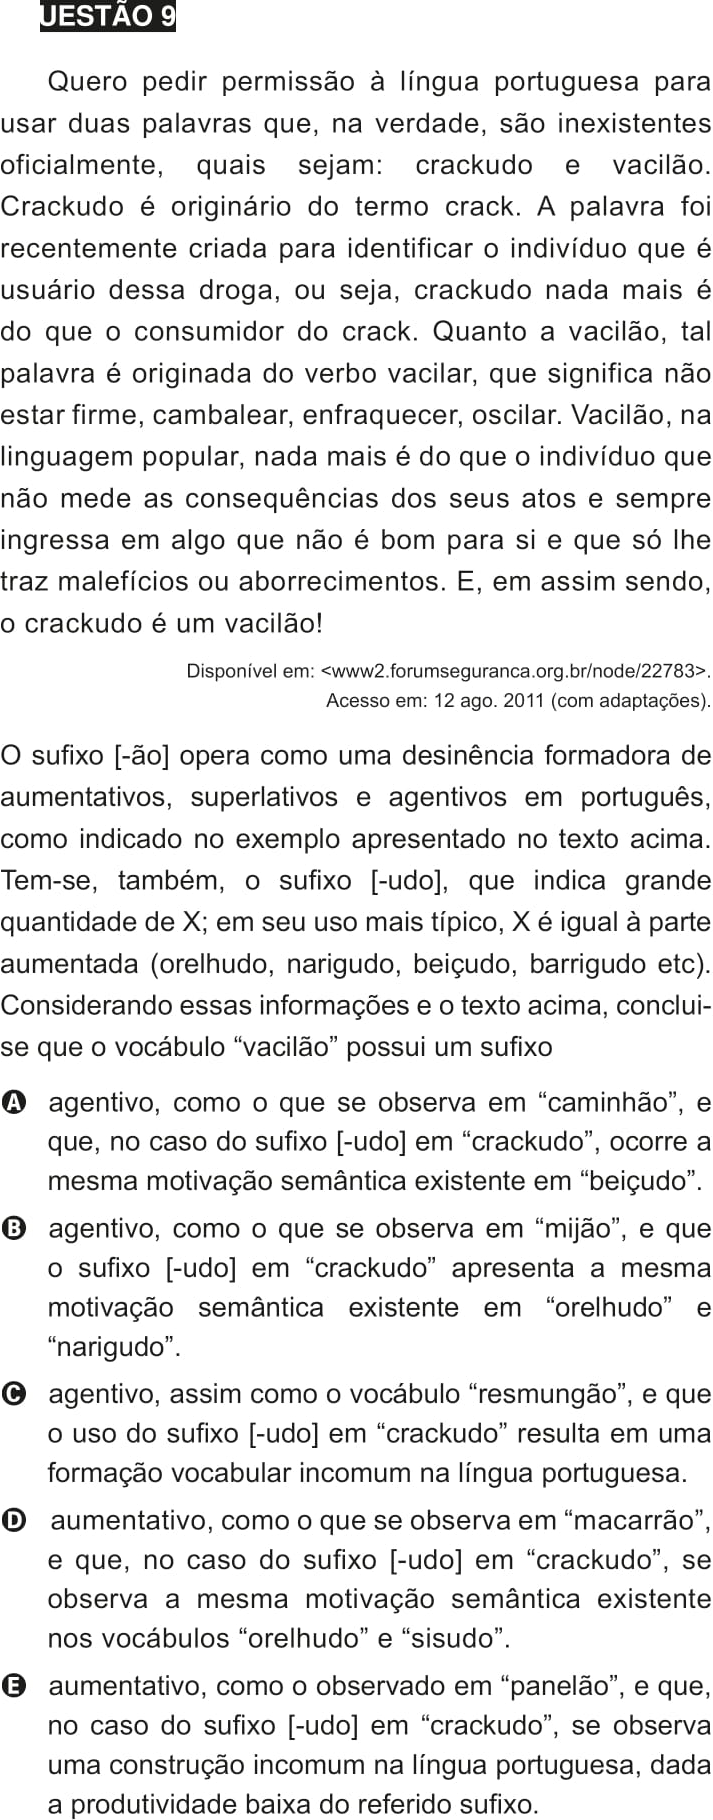 UESTÃO 9
Quero pedir permissão à língua portuguesa para
usar duas palavras que, na verdade, são inexistentes
oficialmente, quais sejam: crackudo e vacilão.
Crackudo é originário do termo crack. A palavra foi
recentemente criada para identificar o indivíduo que é
usuário dessa droga, ou seja, crackudo nada mais é
do que o consumidor do crack. Quanto a vacilão, tal
palavra é originada do verbo vacilar, que significa não
estar firme, cambalear, enfraquecer, oscilar. Vacilão, na
linguagem popular, nada mais é do que o indivíduo que
não mede as consequências dos seus atos e sempre
ingressa em algo que não é bom para si e que só lhe
traz malefícios ou aborrecimentos. E, em assim sendo,
o crackudo é um vacilão!
Disponível em: <www2.forumseguranca.org.br/node/22783>.
Acesso em: 12 ago. 2011 (com adaptações).
O sufixo [-ão] opera como uma desinência formadora de
aumentativos, superlativos e agentivos em português,
como indicado no exemplo apresentado no texto acima.
Tem-se, também, o sufixo [-udo], que indica grande
quantidade de X; em seu uso mais típico, X é igual à parte
aumentada (orelhudo, narigudo, beiçudo, barrigudo etc).
Considerando essas informações e o texto acima, conclui-
se que o vocábulo “vacilão” possui um sufixo
A agentivo, como o que se observa em “caminhão”, e
que, no caso do sufixo [-udo] em “crackudo”, ocorre a
mesma motivação semântica existente em “beiçudo”.
B agentivo, como o que se observa em “mijão”, e que
o sufixo [-udo] em “crackudo” apresenta a mesma
motivação semântica existente em “orelhudo” e
“narigudo”.
C agentivo, assim como o vocábulo “resmungão”, e que
o uso do sufixo [-udo] em “crackudo” resulta em uma
formação vocabular incomum na língua portuguesa.
D aumentativo, como o que se observa em “macarrão”,
e que, no caso do sufixo [-udo] em “crackudo”, se
observa a mesma motivação semântica existente
nos vocábulos “orelhudo” e “sisudo”.
E aumentativo, como o observado em “panelão”, e que,
no caso do sufixo [-udo] em “crackudo”, se observa
uma construção incomum na língua portuguesa, dada
a produtividade baixa do referido sufixo.